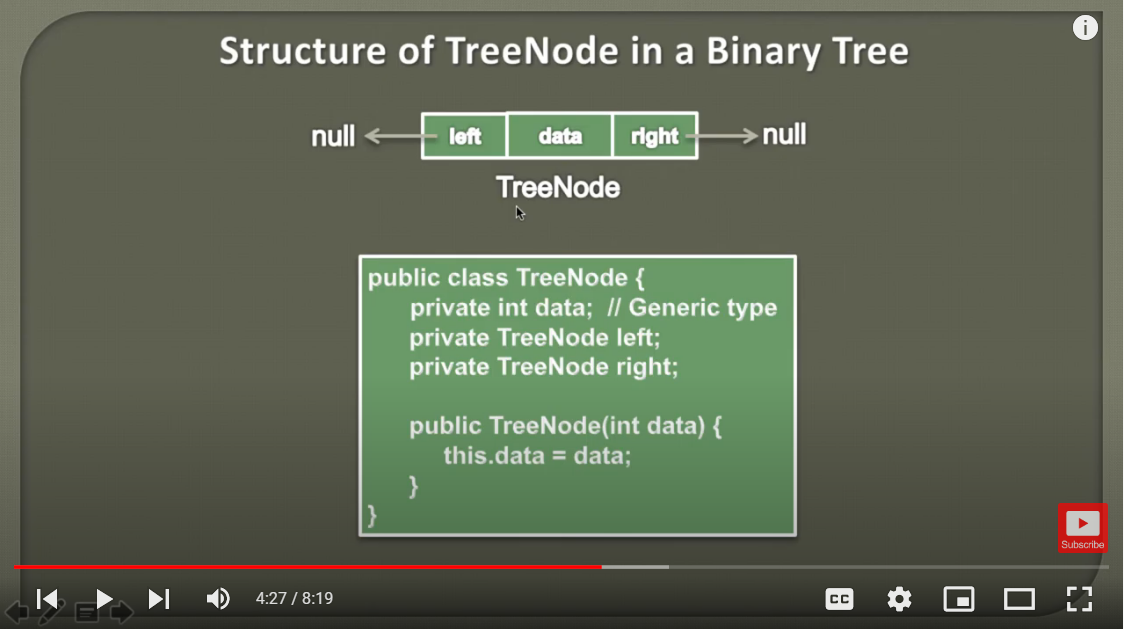 Structure of TreeNode in a Binary Tree
null left data right null
TreeNode
public class TreeNode {
private int data; // Generic type
private TreeNode left;
private TreeNode right;
public TreeNode(int data) {
this.data = data;
}
}
Subscribe
4:27 / 8:19
CC
i